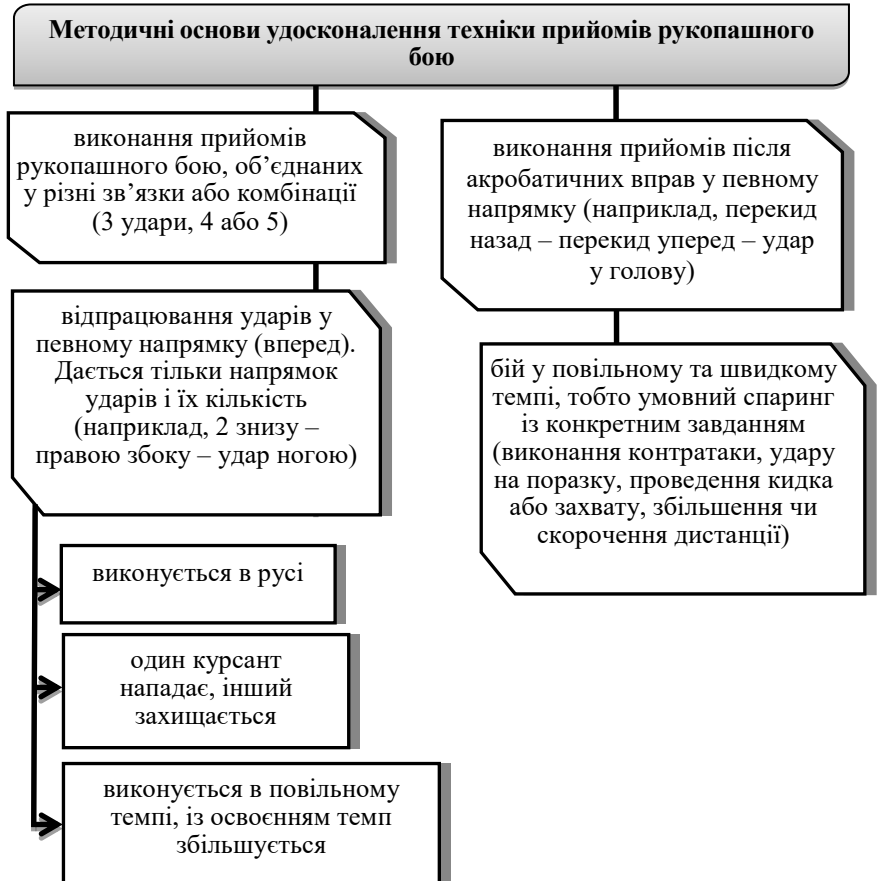 Методичні основи удосконалення техніки прийомів рукопашного
бою
виконання прийомів
рукопашного бою, об’єднаних
у різні зв’язки або комбінації
(3 удари, 4 або 5)
відпрацювання ударів у
певному напрямку (вперед).
Дається тільки напрямок
ударів і їх кількість
(наприклад, 2 знизу –
правою збоку – удар ногою)
виконується в русі
один курсант
нападає, інший
захищається
виконується в повільному
темпі, із освоєнням темп
збільшується
виконання прийомів після
акробатичних вправ у певному
напрямку (наприклад, перекид
назад – перекид уперед – удар
у голову)
бій у повільному та швидкому
темпі, тобто умовний спаринг
із конкретним завданням
(виконання контратаки, удару
на поразку, проведення кидка
або захвату, збільшення чи
скорочення дистанції)